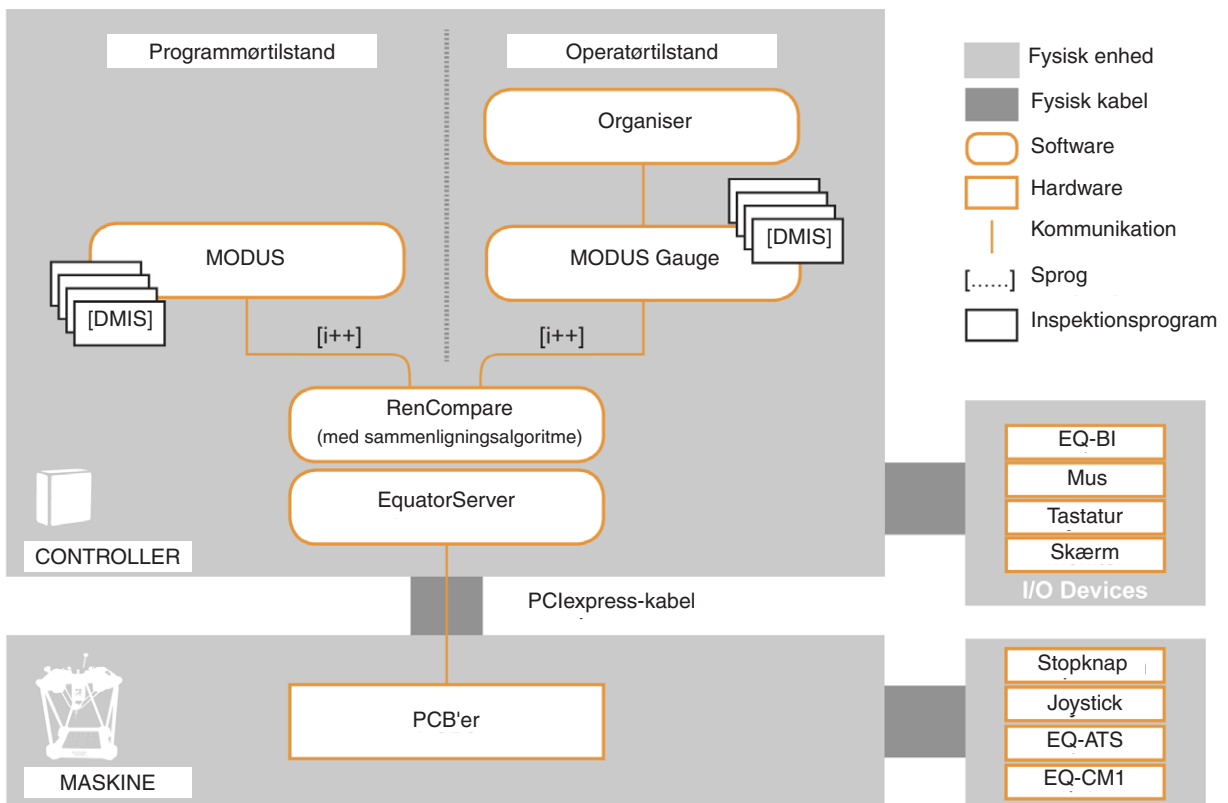 Programmørtilstand
Operatørtilstand
Organiser
MODUS
[DMIS]
MODUS Gauge
[DMIS]
[i++]
[i++]
RenCompare
(med sammenligningsalgoritme)
EquatorServer
CONTROLLER
PCIexpress-kabel
PCB'er
MASKINE
Fysisk enhed
Fysisk kabel
Software
Hardware
Kommunikation
[......] Sprog
Inspektionsprogram
EQ-BI
Mus
Tastatur
Skærm
I/O Devices
Stopknap
Joystick
EQ-ATS
EQ-CM1